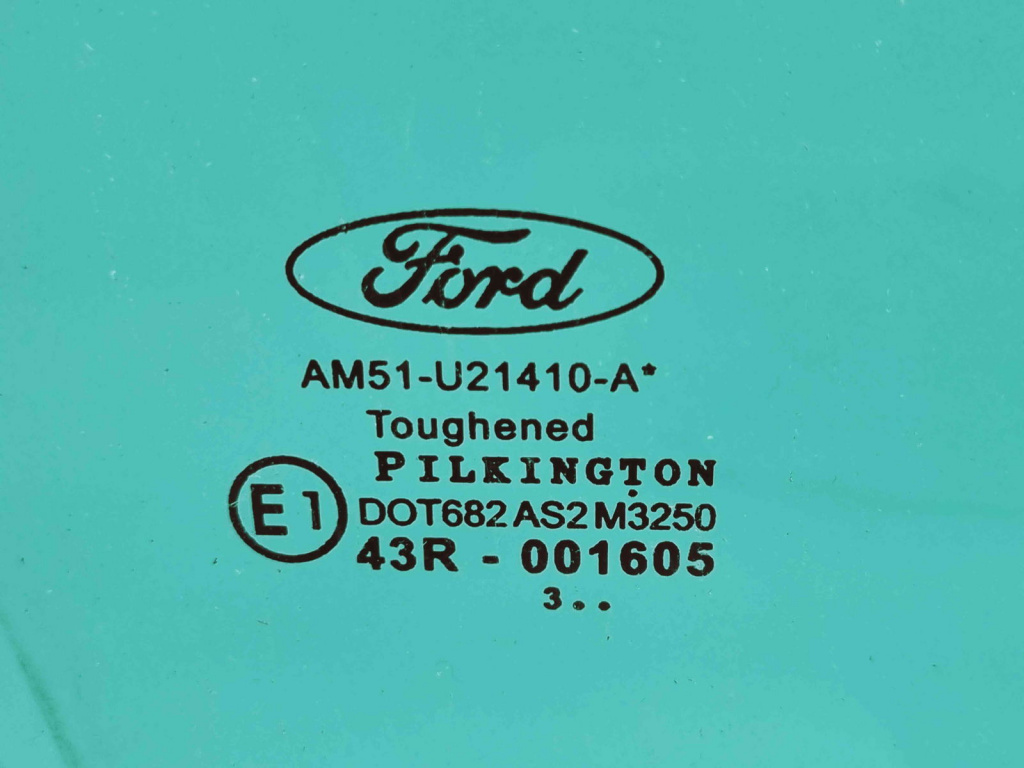 Ford
AM51-U21410-A*
Toughened
PILKINGTON
E1 DOT682 AS2 M3250
43R - 001605
3..